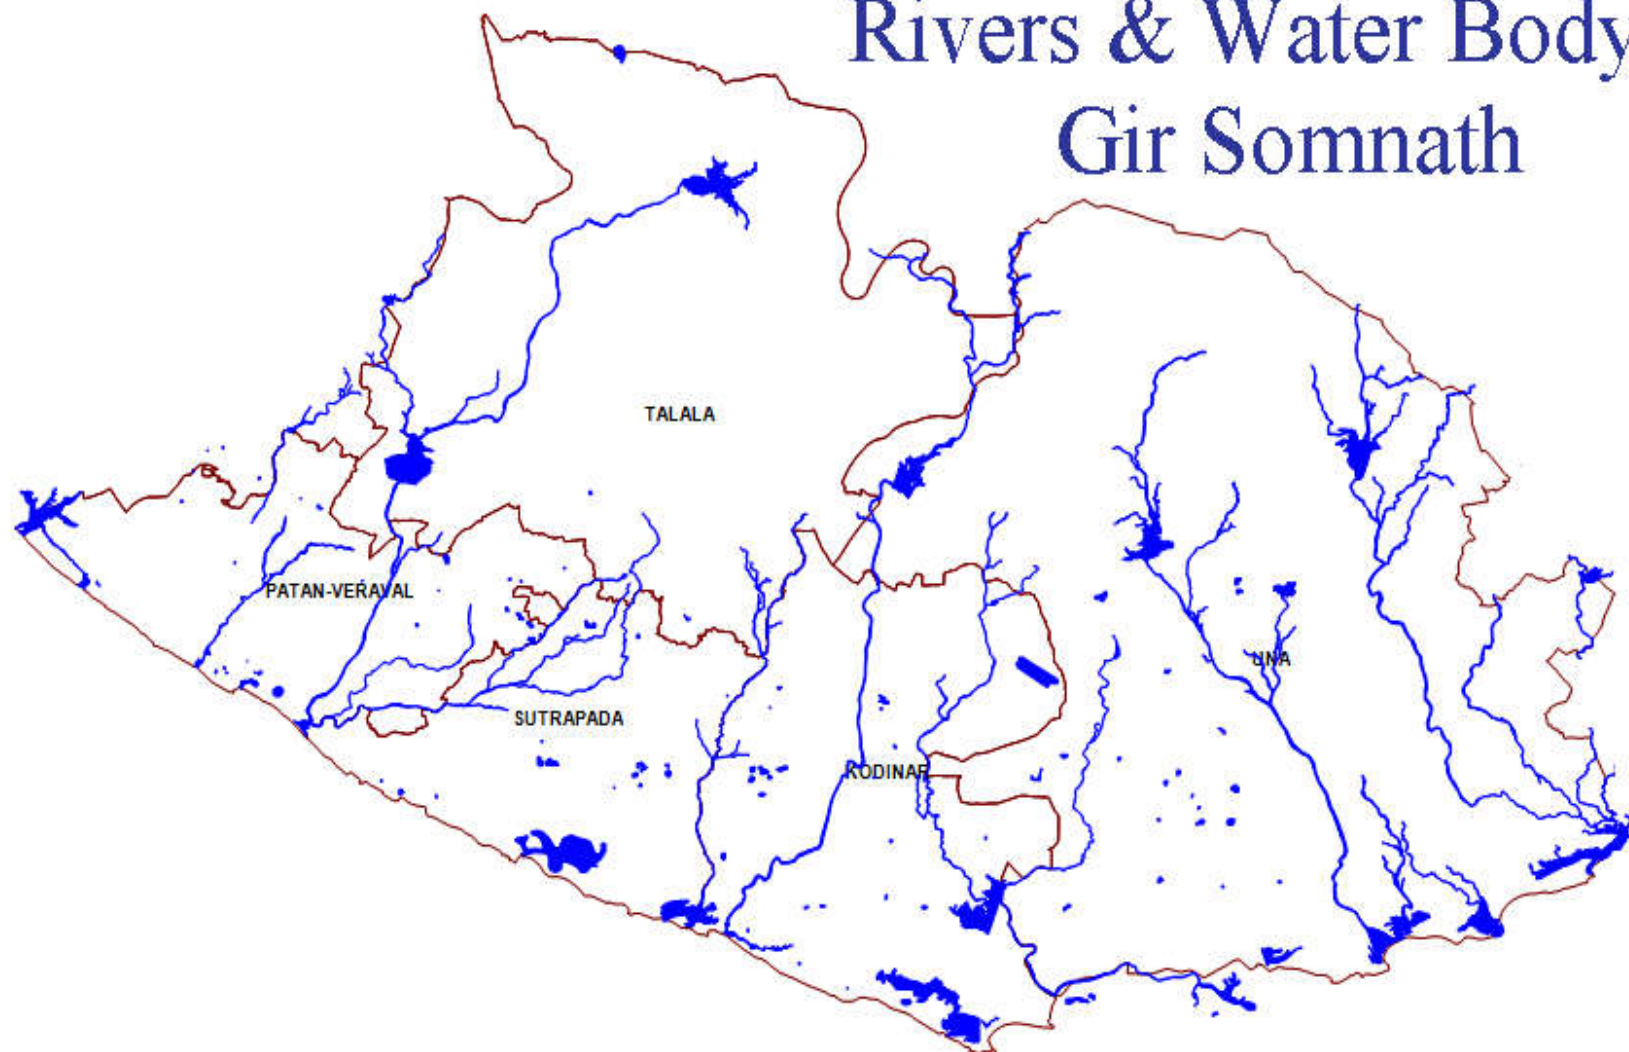 Rivers & Water Body
Gir Somnath
TALALA
PATAN-VERAVAL
UNA
SUTRAPADA
KODINAR